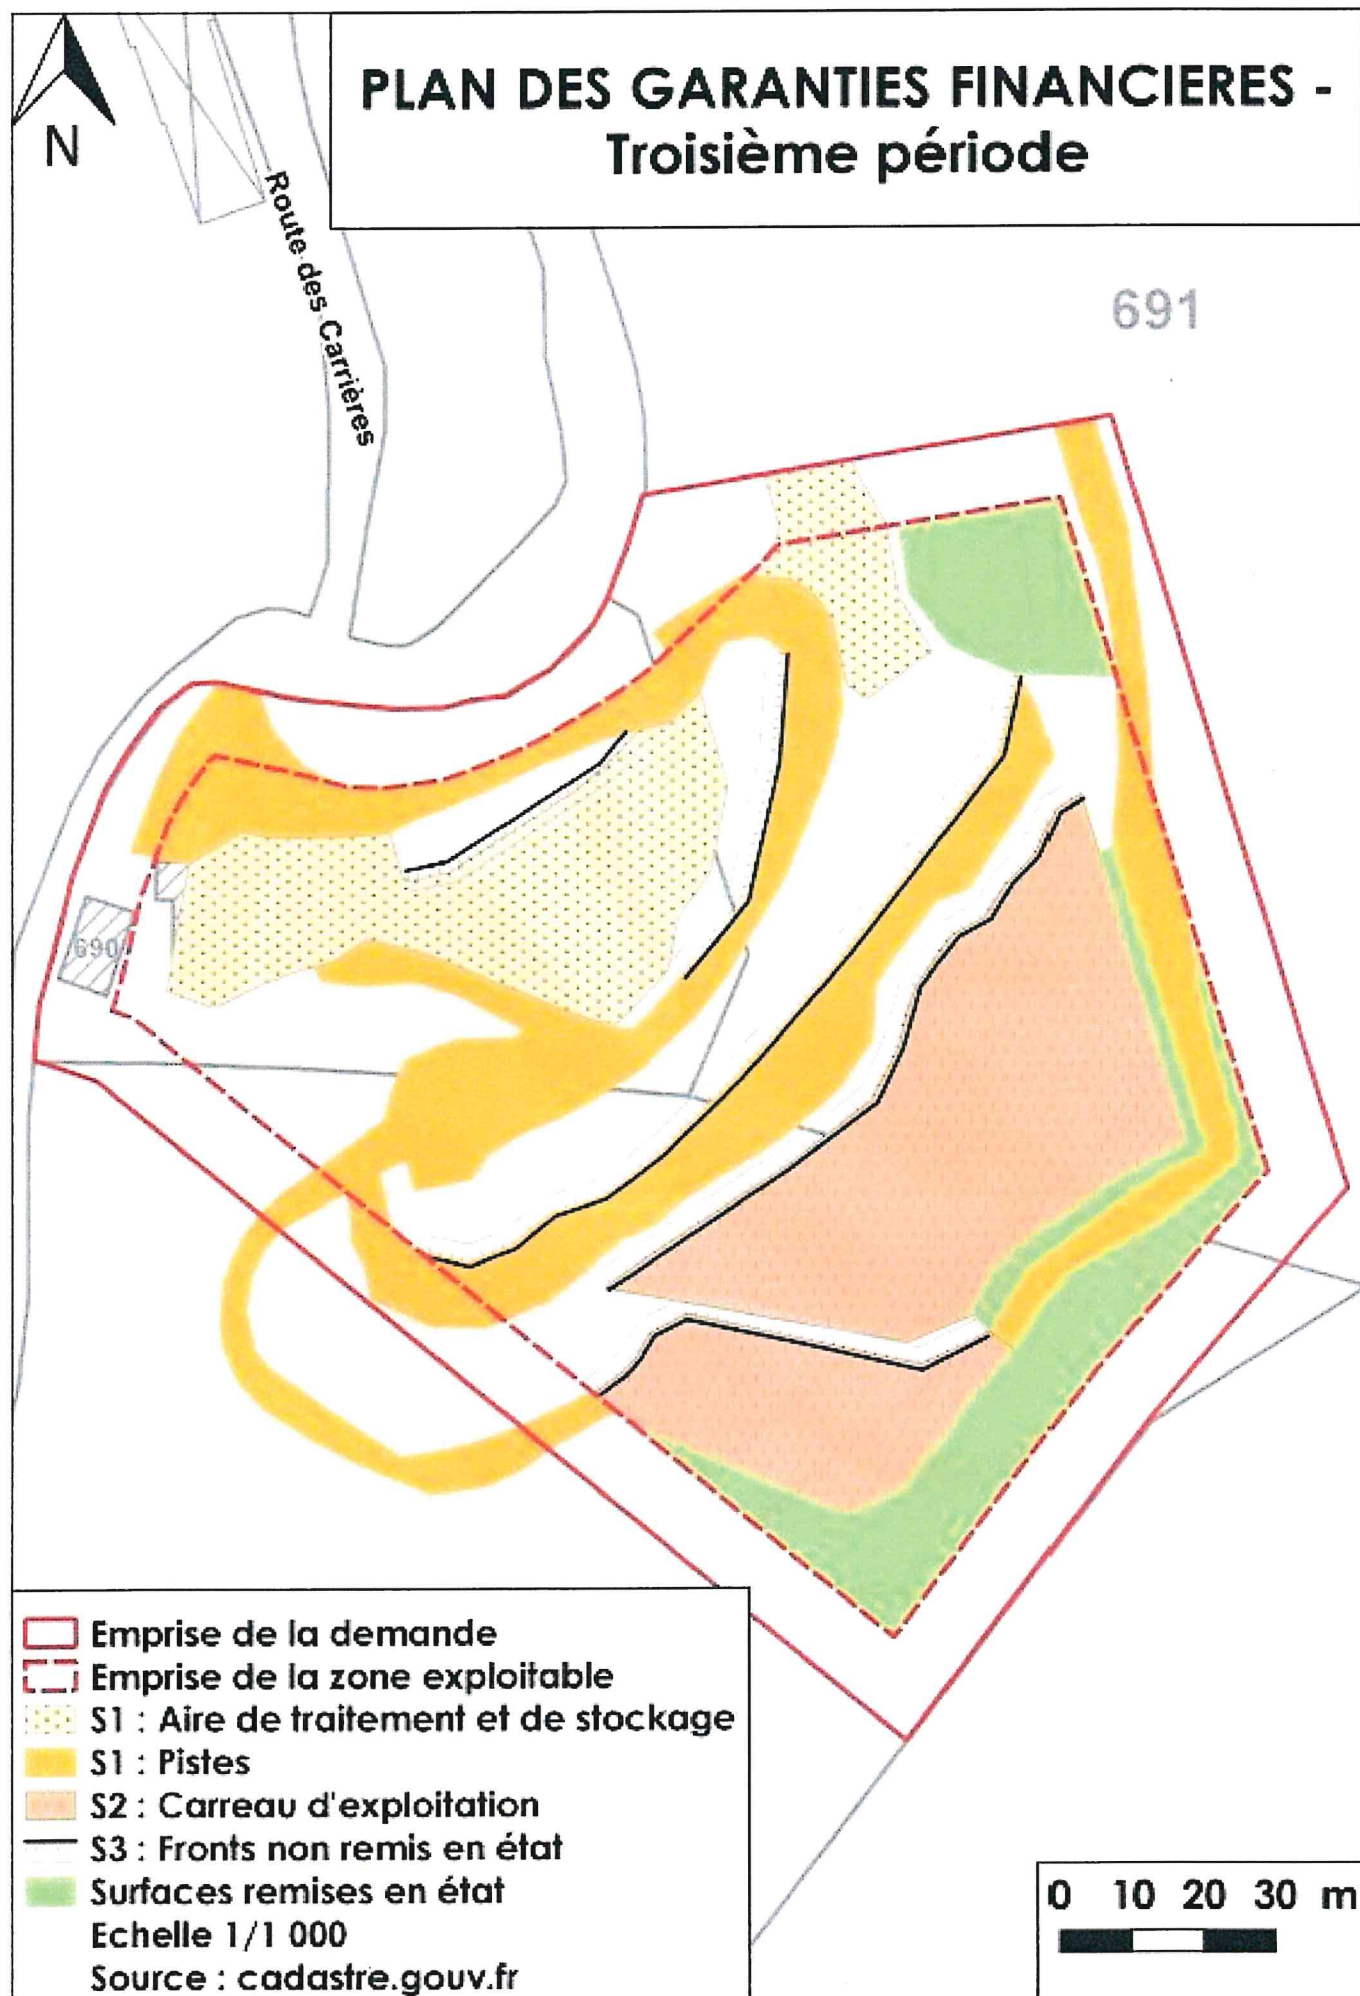 PLAN DES GARANTIES FINANCIERES -
Troisième période
N
Route des Carrières
691
690
Emprise de la demande
Emprise de la zone exploitable
S1 : Aire de traitement et de stockage
S1 : Pistes
S2 : Carreau d'exploitation
S3 : Fronts non remis en état
Surfaces remises en état
Echelle 1/1 000
Source : cadastre.gouv.fr
0 10 20 30 m